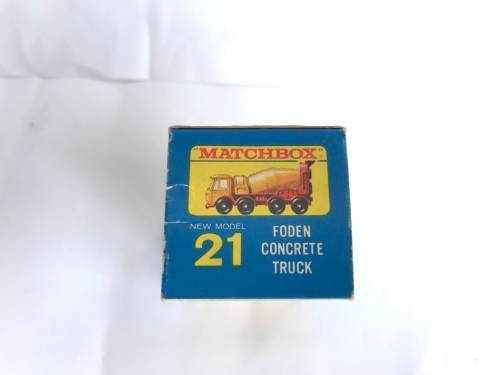 "MATCHBOX"
NEW MODEL
21
FODEN
CONCRETE
TRUCK